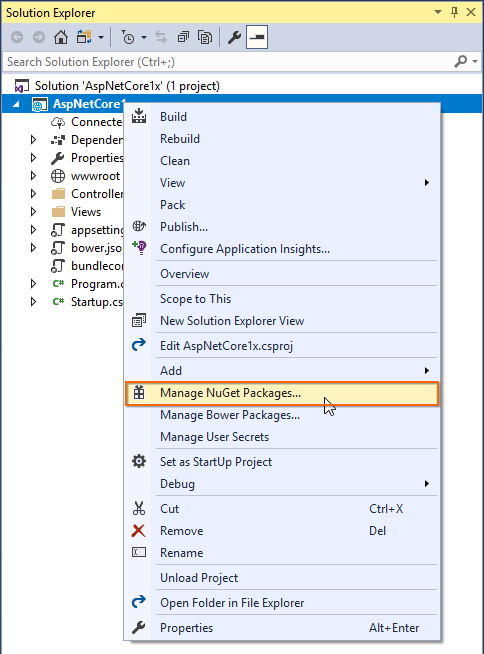 Solution Explorer
Search Solution Explorer (Ctrl+;)
Solution 'AspNetCore1x' (1 project)
AspNetCore1
Connecte
Dependen
Properties
wwwroot
Controller
Views
appsetting
bower.jso
bundlecon
Program.c
Startup.cs
Build
Rebuild
Clean
View
Pack
Publish...
Configure Application Insights...
Overview
Scope to This
New Solution Explorer View
Edit AspNetCore1x.csproj
Add
Manage NuGet Packages...
Manage Bower Packages...
Manage User Secrets
Set as StartUp Project
Debug
Cut Ctrl+X
Remove Del
Rename
Unload Project
Open Folder in File Explorer
Properties Alt+Enter